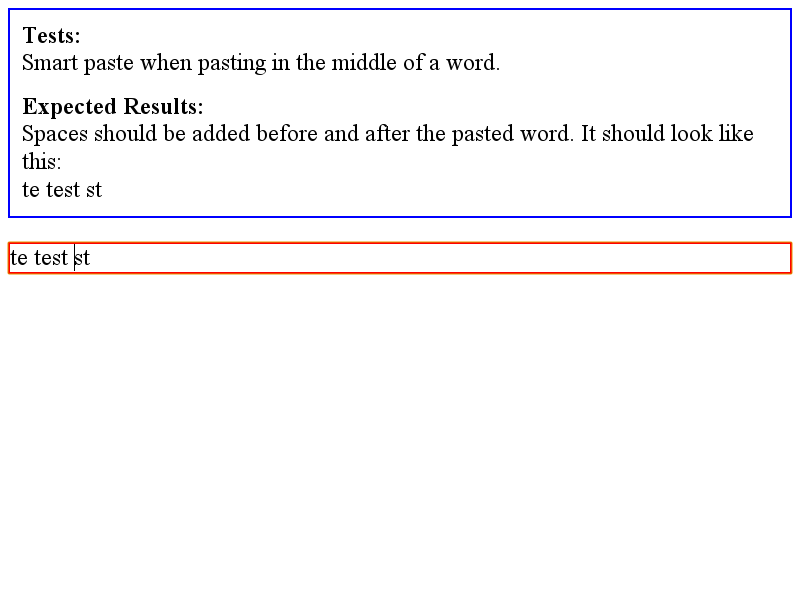 Tests:
Smart paste when pasting in the middle of a word.
Expected Results:
Spaces should be added before and after the pasted word. It should look like
this:
te test st
te test st